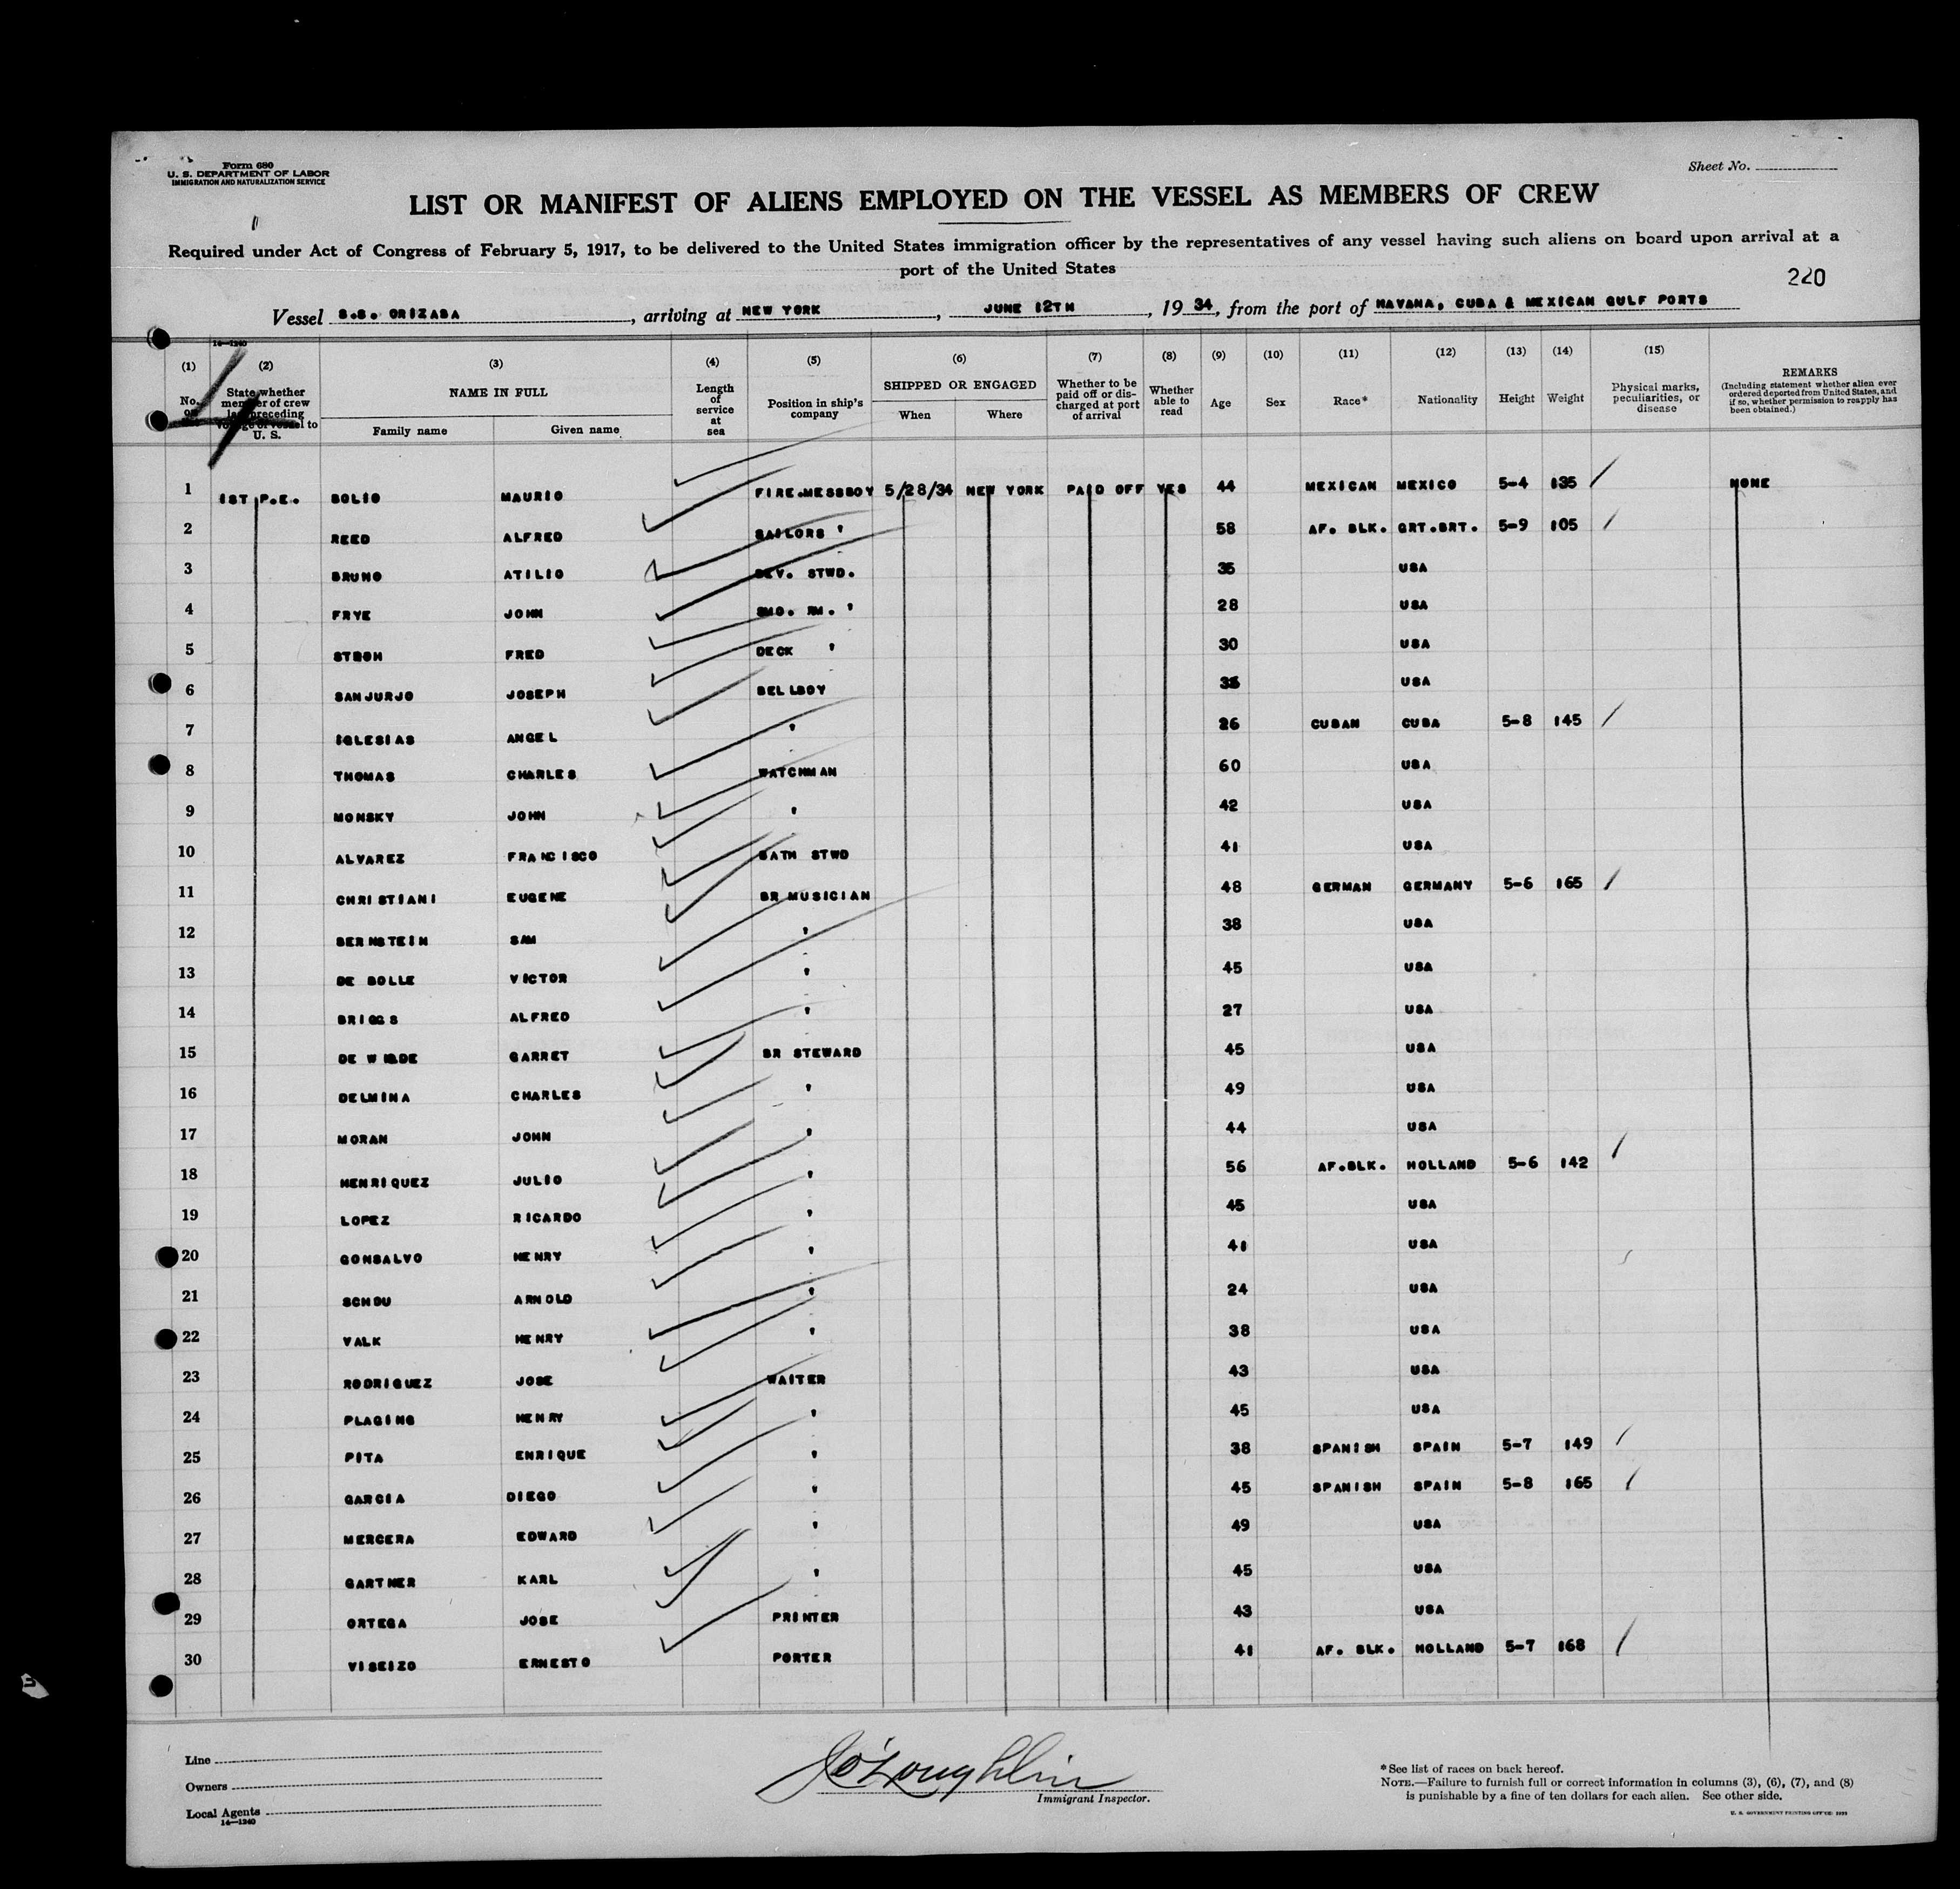 Form 680
U. S. DEPARTMENT OF LABOR
IMMIGRATION AND NATURALIZATION SERVICE
Sheet No.
LIST OR MANIFEST OF ALIENS EMPLOYED ON THE VESSEL AS MEMBERS OF CREW
Required under Act of Congress of February 5, 1917, to be delivered to the United States immigration officer by the representatives of any vessel having such aliens on board upon arrival at a
port of the United States
220
Vessel S.S. ORIZABA, arriving at NEW YORK, JUNE 12TH, 19 34, from the port of HAVANA, CUBA & MEXICAN GULF PORTS
14—1240
(1) (2) (3) (4) (5) (6) (7) (8) (9) (10) (11) (12) (13) (14) (15)
No. on State whether member of crew last preceding voyage of vessel to U. S. NAME IN FULL Family name Given name Length of service at sea Position in ship's company SHIPPED OR ENGAGED When Where Whether to be paid off or discharged at port of arrival Whether able to read Age Sex Race* Nationality Height Weight Physical marks, peculiarities, or disease REMARKS (Including statement whether alien ever ordered deported from United States, and if so, whether permission to reapply has been obtained.)
1 1ST P.E. SOLIO MAURIO FIRE.MESSBOY 5/28/34 NEW YORK PAID OFF YES 44 MEXICAN MEXICO 5-4 135 NONE
2 REED ALFRED SAILORS " 58 AF. BLK. GRT.BRT. 5-9 105
3 BRUNO ATILIO BEV. STWD. 35 USA
4 FRYE JOHN SMO. RM. " 28 USA
5 STROH FRED DECK " 30 USA
6 SANJURJO JOSEPH BELLBOY USA
7 IGLESIAS ANGEL " 26 CUBAN CUBA 5-8 145
8 THOMAS CHARLES WATCHMAN 60 USA
9 MONSKY JOHN " 42 USA
10 ALVAREZ FRANCISCO BATH STWD 41 USA
11 CHRISTIANI EUGENE BR MUSICIAN 48 GERMAN GERMANY 5-6 165
12 BERNSTEIN SAM " 38 USA
13 DE BOLLE VICTOR " 45 USA
14 BRIGGS ALFRED " 27 USA
15 DE WILDE GARRET BR STEWARD 45 USA
16 DELMINA CHARLES " 49 USA
17 MORAN JOHN " 44 USA
18 HENRIQUEZ JULIO " 56 AF.BLK. HOLLAND 5-6 142
19 LOPEZ RICARDO " 45 USA
20 GONSALVO HENRY " 41 USA
21 SCHOU ARNOLD " 24 USA
22 VALK HENRY " 38 USA
23 RODRIGUEZ JOSE WAITER 43 USA
24 PLAGING HENRY " 45 USA
25 PITA ENRIQUE " 38 SPANISH SPAIN 5-7 149
26 GARCIA DIEGO " 45 SPANISH SPAIN 5-8 165
27 MERCERA EDWARD " 49 USA
28 GARTNER KARL " 45 USA
29 ORTEGA JOSE PRINTER 43 USA
30 VISEIZO ERNESTO PORTER 41 AF. BLK. HOLLAND 5-7 168
Line
Owners
Local Agents
14—1240
JO'Loughlin
Immigrant Inspector.
*See list of races on back hereof.
NOTE.—Failure to furnish full or correct information in columns (3), (6), (7), and (8)
is punishable by a fine of ten dollars for each alien. See other side.
U. S. GOVERNMENT PRINTING OFFICE: 1933